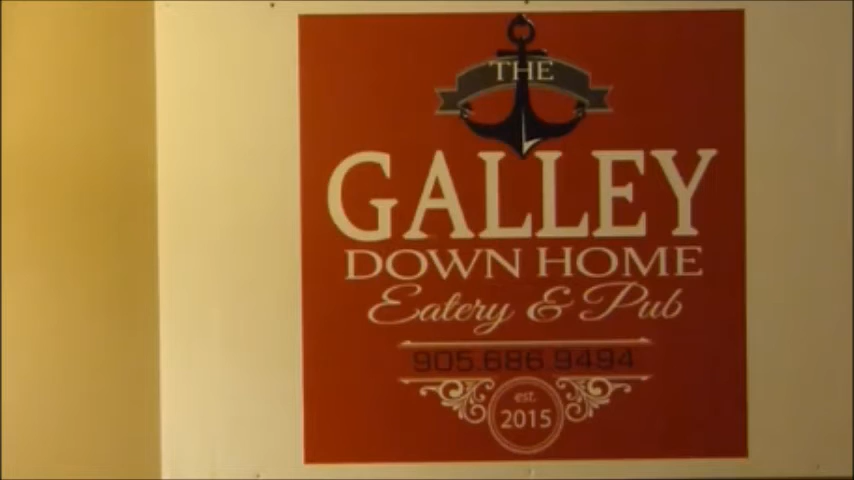 THE
GALLEY
DOWN HOME
Eatery & Pub
905.686.9494
est.
2015